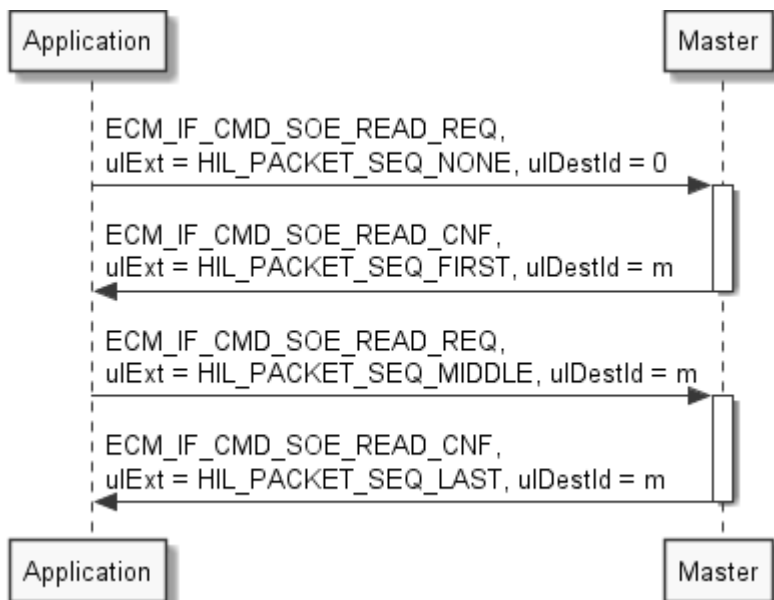 Application
Master
ECM_IF_CMD_SOE_READ_REQ,
ulExt = HIL_PACKET_SEQ_NONE, ulDestId = 0
ECM_IF_CMD_SOE_READ_CNF,
ulExt = HIL_PACKET_SEQ_FIRST, ulDestId = m
ECM_IF_CMD_SOE_READ_REQ,
ulExt = HIL_PACKET_SEQ_MIDDLE, ulDestId = m
ECM_IF_CMD_SOE_READ_CNF,
ulExt = HIL_PACKET_SEQ_LAST, ulDestId = m
Application
Master